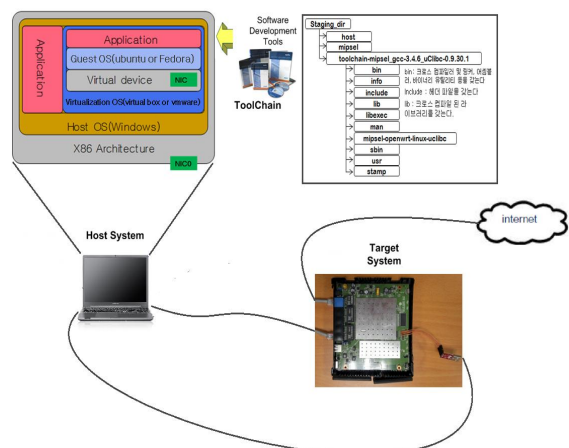 Application
Application
Guest OS(ubuntu or Fedora)
Virtual device
NIC
Virtualization OS(virtual box or vmware)
Host OS(Windows)
X86 Architecture
NIC0
Software
Development
Tools
ToolChain
Staging_dir
host
mipsel
toolchain-mipsel_gcc-3.4.6_uClibc-0.9.30.1
bin
info
include
lib
libexec
man
mipsel-openwrt-linux-uclibc
sbin
usr
stamp
bin : 크로스 컴파일러 및 링커, 어셈블
러, 바이너리 유틸리티 등을 갖는다
Include : 헤더 파일을 갖는다
lib : 크로스 컴파일 된 라
이브러리를 갖는다.
internet
Host System
Target
System